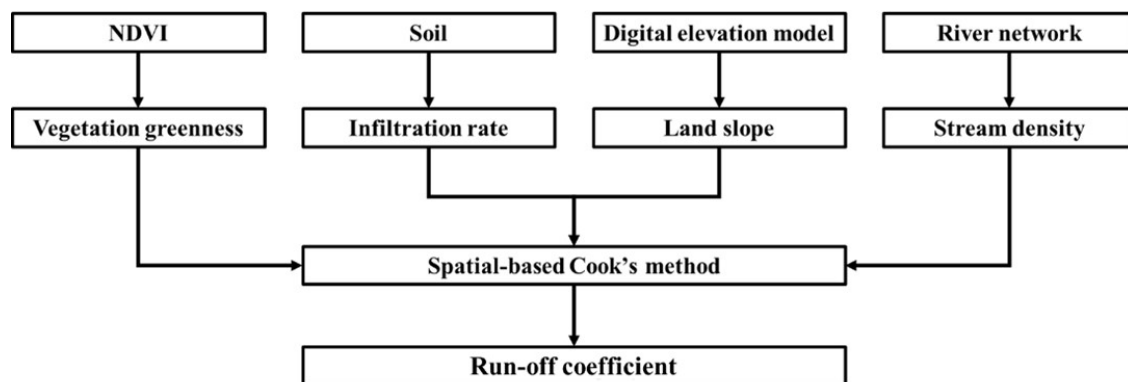 NDVI
Soil
Digital elevation model
River network
Vegetation greenness
Infiltration rate
Land slope
Stream density
Spatial-based Cook's method
Run-off coefficient